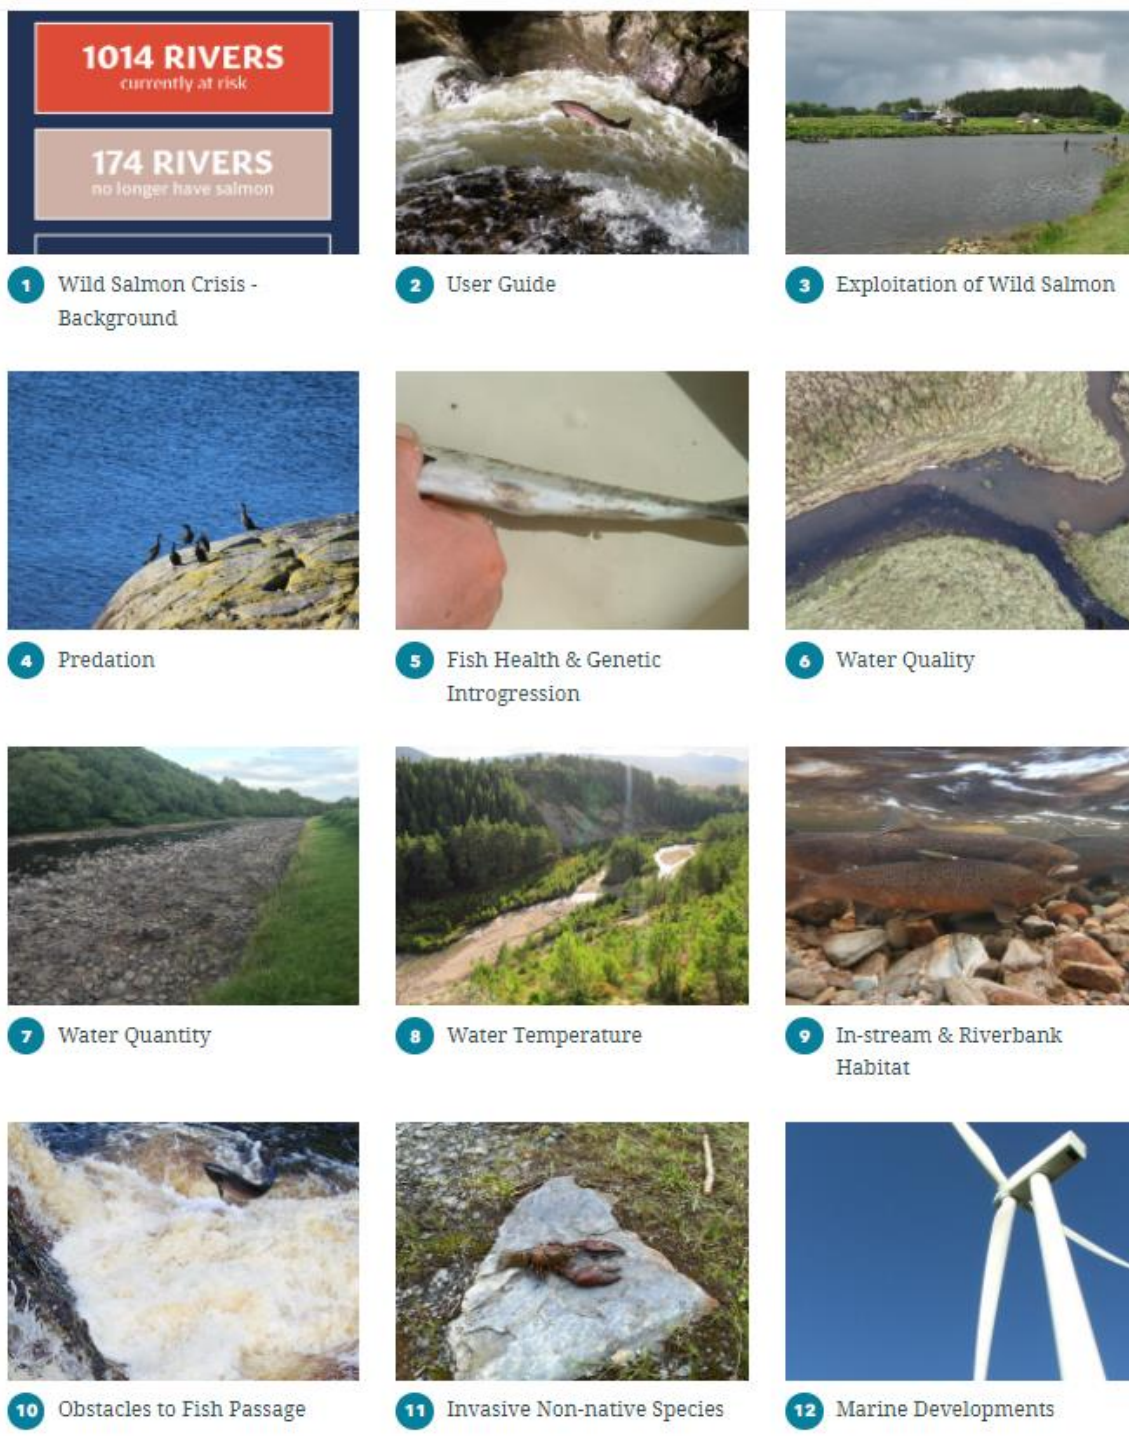 1014 RIVERS
currently at risk
174 RIVERS
no longer have salmon
1 Wild Salmon Crisis -
Background
2 User Guide
3 Exploitation of Wild Salmon
4 Predation
5 Fish Health & Genetic
Introgression
6 Water Quality
7 Water Quantity
8 Water Temperature
9 In-stream & Riverbank
Habitat
10 Obstacles to Fish Passage
11 Invasive Non-native Species
12 Marine Developments